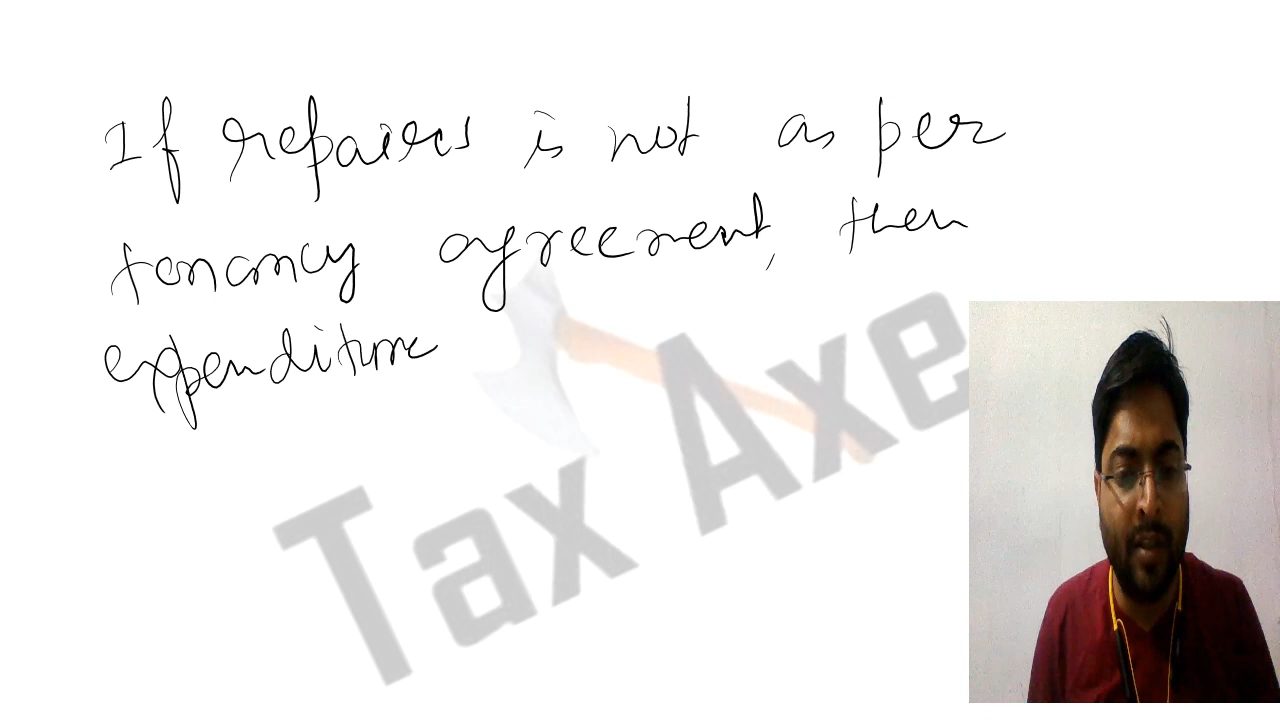 If repairs is not as per
tenancy agreement, then
expenditure
Tax Axe